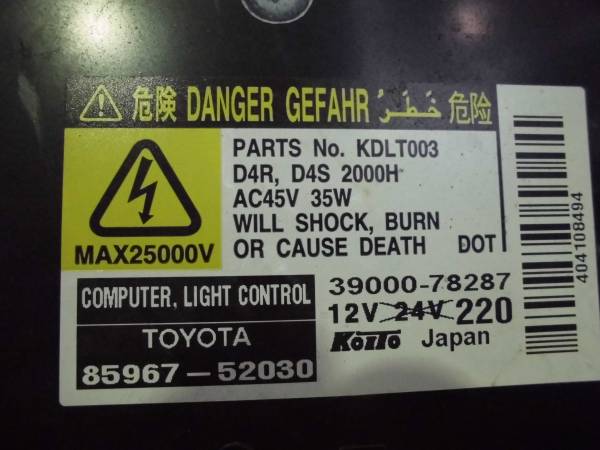 危険 DANGER GEFAHR خَطَرْ 危险
PARTS No. KDLT003
D4R, D4S 2000H
AC45V 35W
WILL SHOCK, BURN
OR CAUSE DEATH DOT
MAX25000V
404108494
COMPUTER, LIGHT CONTROL
TOYOTA
85967-52030
39000-78287
12V 24V 220
KOITO Japan